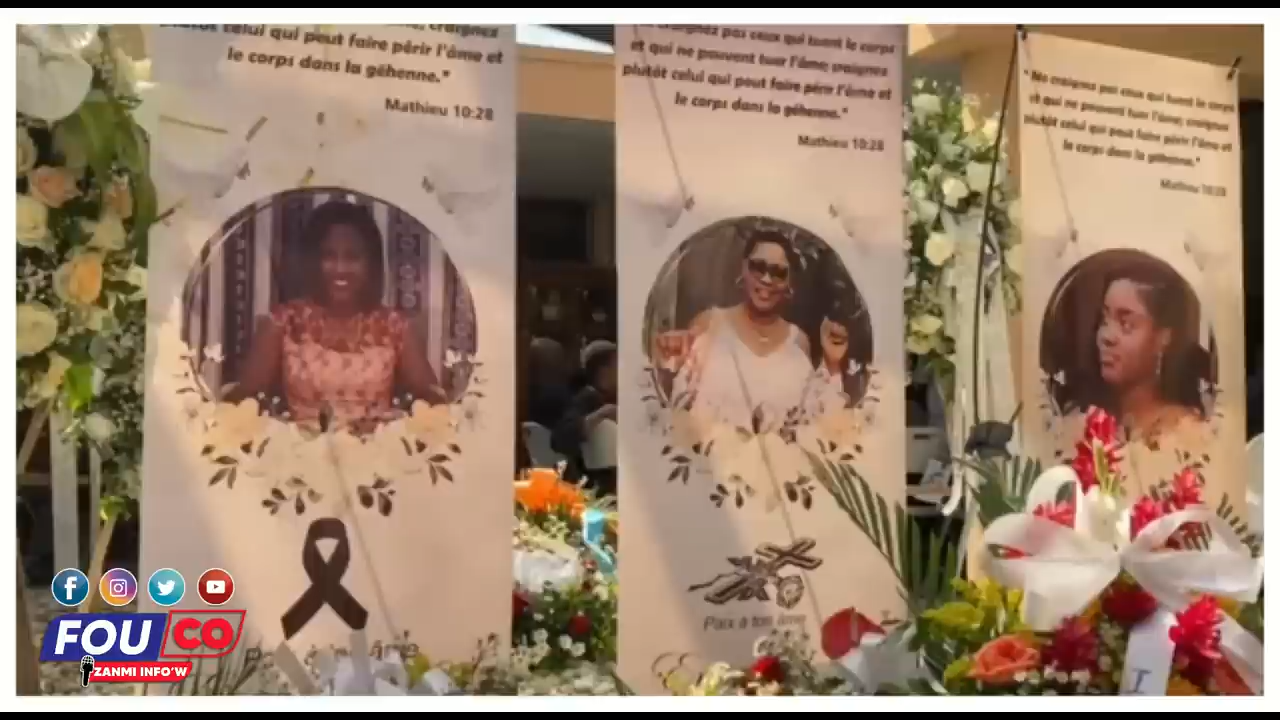 plutôt celui qui peut faire périr l'âme et
le corps dans la géhenne."
Mathieu 10:28
craignez pas ceux qui tuent le corps
et qui ne peuvent tuer l'âme; craignez
plutôt celui qui peut faire périr l'âme et
le corps dans la géhenne."
Mathieu 10:28
"Ne craignez pas ceux qui tuent le corps
et qui ne peuvent tuer l'âme; craignez
plutôt celui qui peut faire périr l'âme et
le corps dans la géhenne."
Mathieu 10:28
Paix à ton âme
FOUCO
ZANMI INFO'W